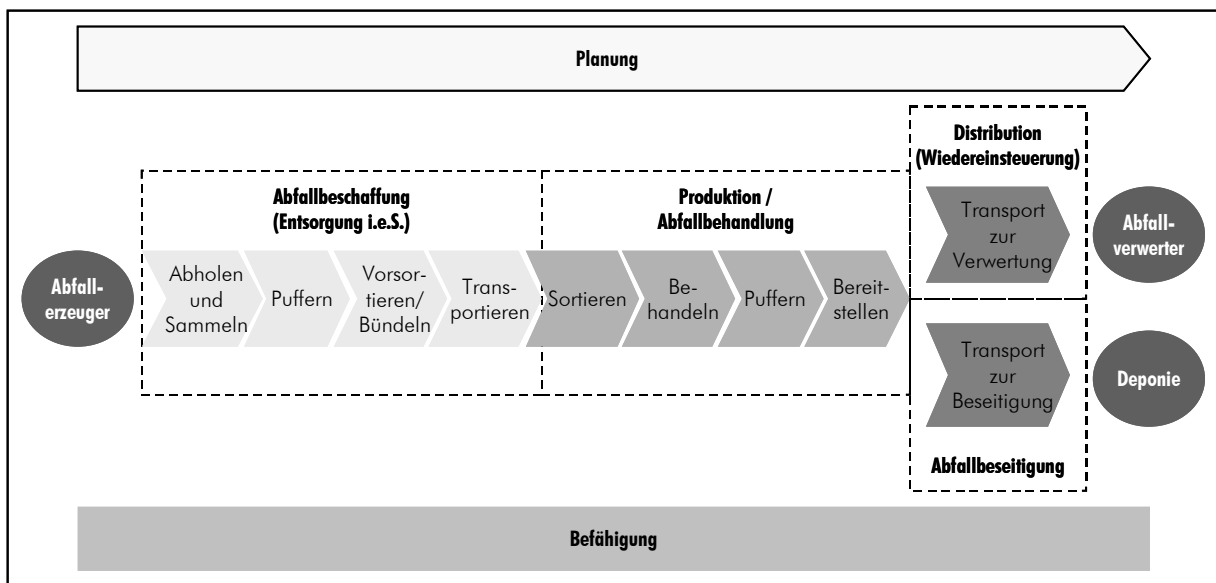 Planung
Distribution
(Wiedereinsteuerung)
Abfallbeschaffung
(Entsorgung i.e.S.)
Produktion /
Abfallbehandlung
Abfall-
erzeuger
Abholen
und
Sammeln
Puffern
Vorsor-
tieren/
Bündeln
Trans-
portieren
Sortieren
Be-
handeln
Puffern
Bereit-
stellen
Transport
zur
Verwertung
Abfall-
verwerter
Transport
zur
Beseitigung
Deponie
Abfallbeseitigung
Befähigung